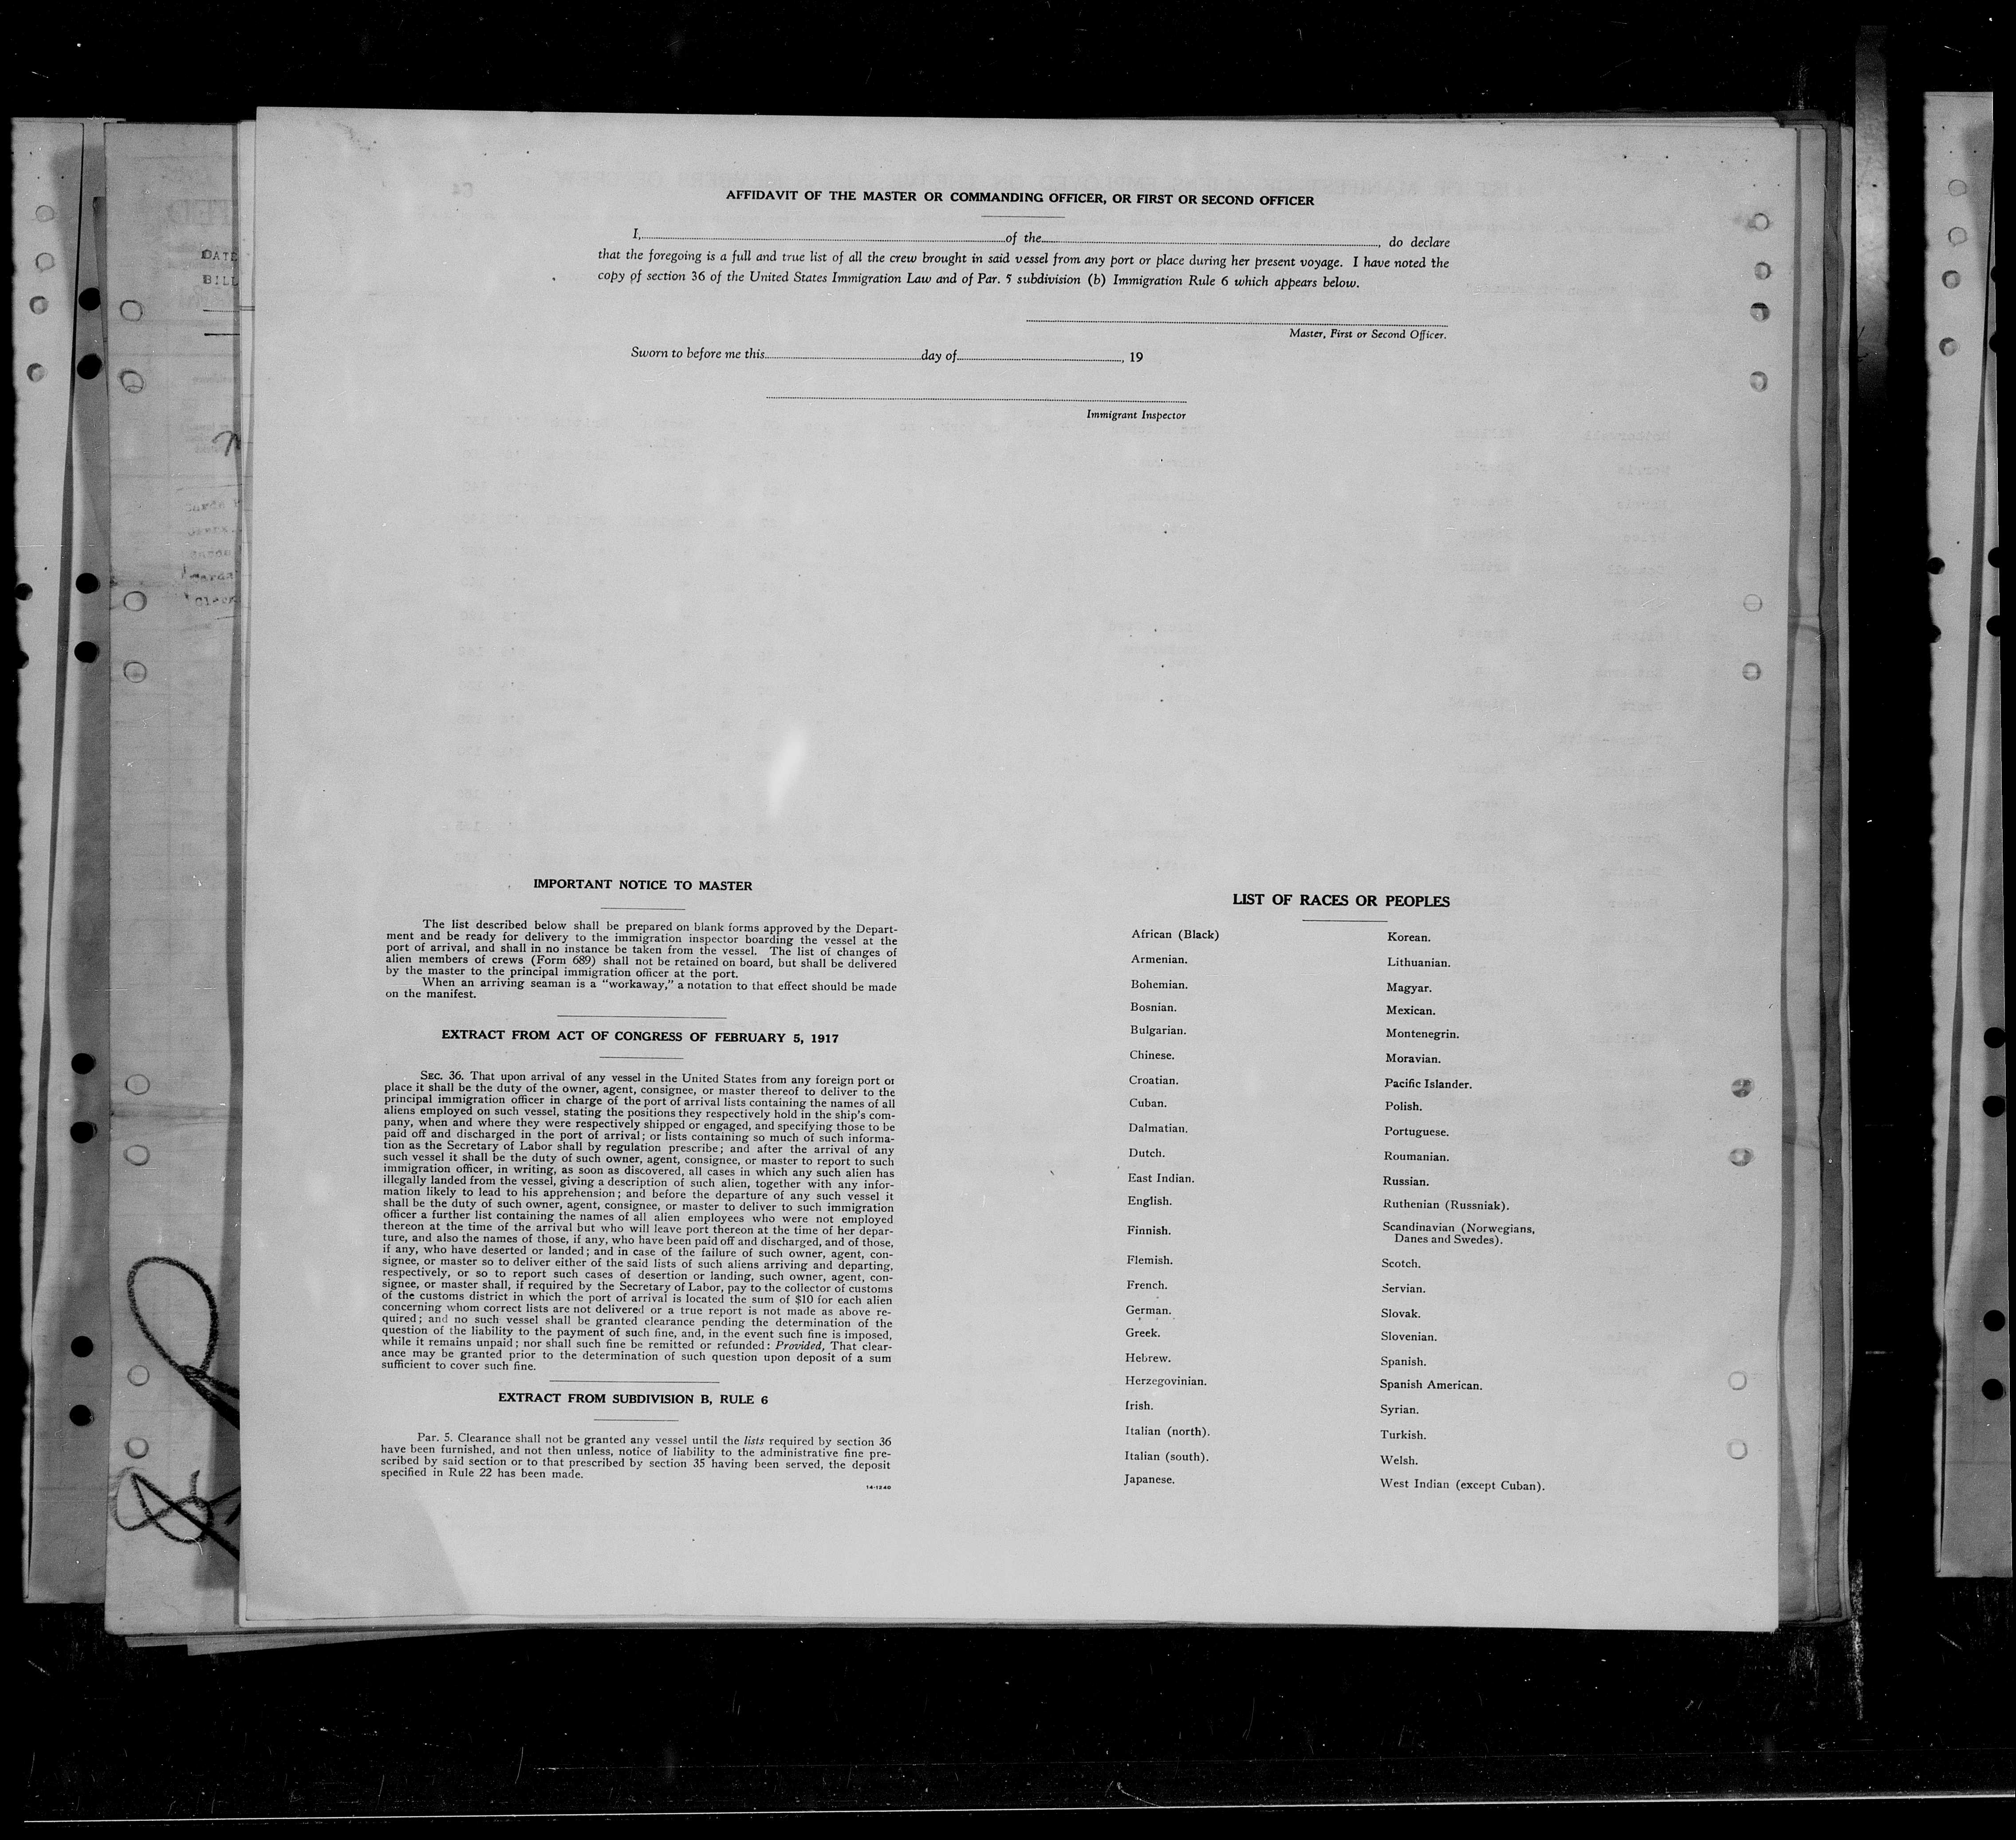 AFFIDAVIT OF THE MASTER OR COMMANDING OFFICER, OR FIRST OR SECOND OFFICER
I, of the , do declare
that the foregoing is a full and true list of all the crew brought in said vessel from any port or place during her present voyage. I have noted the
copy of section 36 of the United States Immigration Law and of Par. 5 subdivision (b) Immigration Rule 6 which appears below.
Master, First or Second Officer.
Sworn to before me this day of , 19
Immigrant Inspector
DATE
BILL
IMPORTANT NOTICE TO MASTER
The list described below shall be prepared on blank forms approved by the Depart-
ment and be ready for delivery to the immigration inspector boarding the vessel at the
port of arrival, and shall in no instance be taken from the vessel. The list of changes of
alien members of crews (Form 689) shall not be retained on board, but shall be delivered
by the master to the principal immigration officer at the port.
When an arriving seaman is a "workaway," a notation to that effect should be made
on the manifest.
EXTRACT FROM ACT OF CONGRESS OF FEBRUARY 5, 1917
SEC. 36. That upon arrival of any vessel in the United States from any foreign port or
place it shall be the duty of the owner, agent, consignee, or master thereof to deliver to the
principal immigration officer in charge of the port of arrival lists containing the names of all
aliens employed on such vessel, stating the positions they respectively hold in the ship's com-
pany, when and where they were respectively shipped or engaged, and specifying those to be
paid off and discharged in the port of arrival; or lists containing so much of such informa-
tion as the Secretary of Labor shall by regulation prescribe; and after the arrival of any
such vessel it shall be the duty of such owner, agent, consignee, or master to report to such
immigration officer, in writing, as soon as discovered, all cases in which any such alien has
illegally landed from the vessel, giving a description of such alien, together with any infor-
mation likely to lead to his apprehension; and before the departure of any such vessel it
shall be the duty of such owner, agent, consignee, or master to deliver to such immigration
officer a further list containing the names of all alien employees who were not employed
thereon at the time of the arrival but who will leave port thereon at the time of her depar-
ture, and also the names of those, if any, who have been paid off and discharged, and of those,
if any, who have deserted or landed; and in case of the failure of such owner, agent, con-
signee, or master so to deliver either of the said lists of such aliens arriving and departing,
respectively, or so to report such cases of desertion or landing, such owner, agent, con-
signee, or master shall, if required by the Secretary of Labor, pay to the collector of customs
of the customs district in which the port of arrival is located the sum of $10 for each alien
concerning whom correct lists are not delivered or a true report is not made as above re-
quired; and no such vessel shall be granted clearance pending the determination of the
question of the liability to the payment of such fine, and, in the event such fine is imposed,
while it remains unpaid; nor shall such fine be remitted or refunded: Provided, That clear-
ance may be granted prior to the determination of such question upon deposit of a sum
sufficient to cover such fine.
EXTRACT FROM SUBDIVISION B, RULE 6
Par. 5. Clearance shall not be granted any vessel until the lists required by section 36
have been furnished, and not then unless, notice of liability to the administrative fine pre-
scribed by said section or to that prescribed by section 35 having been served, the deposit
specified in Rule 22 has been made.
14-1240
LIST OF RACES OR PEOPLES
African (Black)
Armenian.
Bohemian.
Bosnian.
Bulgarian.
Chinese.
Croatian.
Cuban.
Dalmatian.
Dutch.
East Indian.
English.
Finnish.
Flemish.
French.
German.
Greek.
Hebrew.
Herzegovinian.
Irish.
Italian (north).
Italian (south).
Japanese.
Korean.
Lithuanian.
Magyar.
Mexican.
Montenegrin.
Moravian.
Pacific Islander.
Polish.
Portuguese.
Roumanian.
Russian.
Ruthenian (Russniak).
Scandinavian (Norwegians,
Danes and Swedes).
Scotch.
Servian.
Slovak.
Slovenian.
Spanish.
Spanish American.
Syrian.
Turkish.
Welsh.
West Indian (except Cuban).